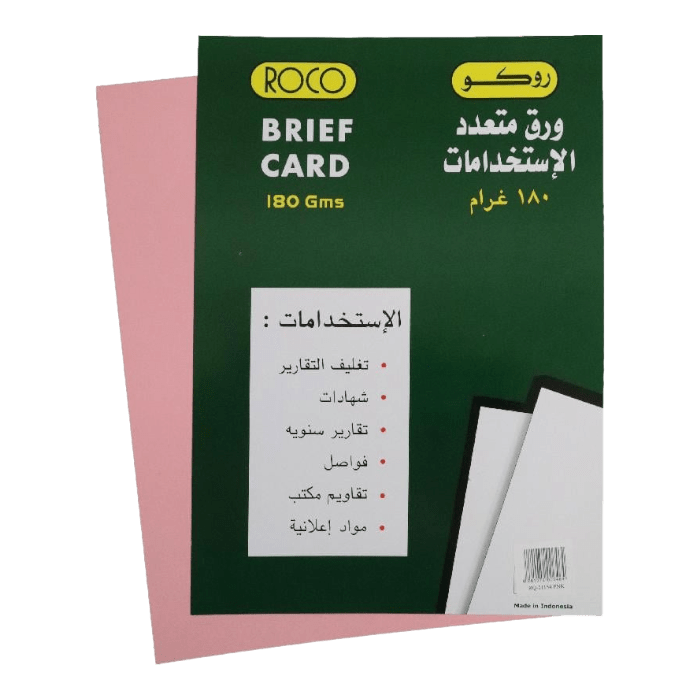 ROCO
BRIEF
CARD
180 Gms
روكو
ورق متعدد
الإستخدامات
١٨٠ غرام
الإستخدامات :
• تغليف التقارير
• شهادات
• تقارير سنويه
• فواصل
• تقاويم مكتب
• مواد إعلانية
Made in Indonesia